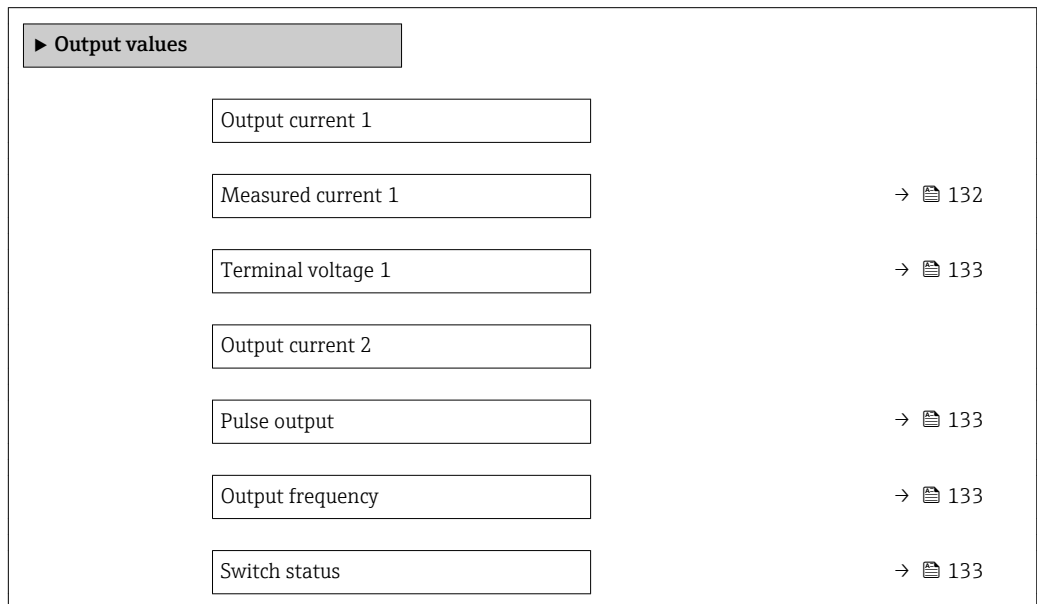 ▶ Output values
Output current 1
Measured current 1 → 132
Terminal voltage 1 → 133
Output current 2
Pulse output → 133
Output frequency → 133
Switch status → 133